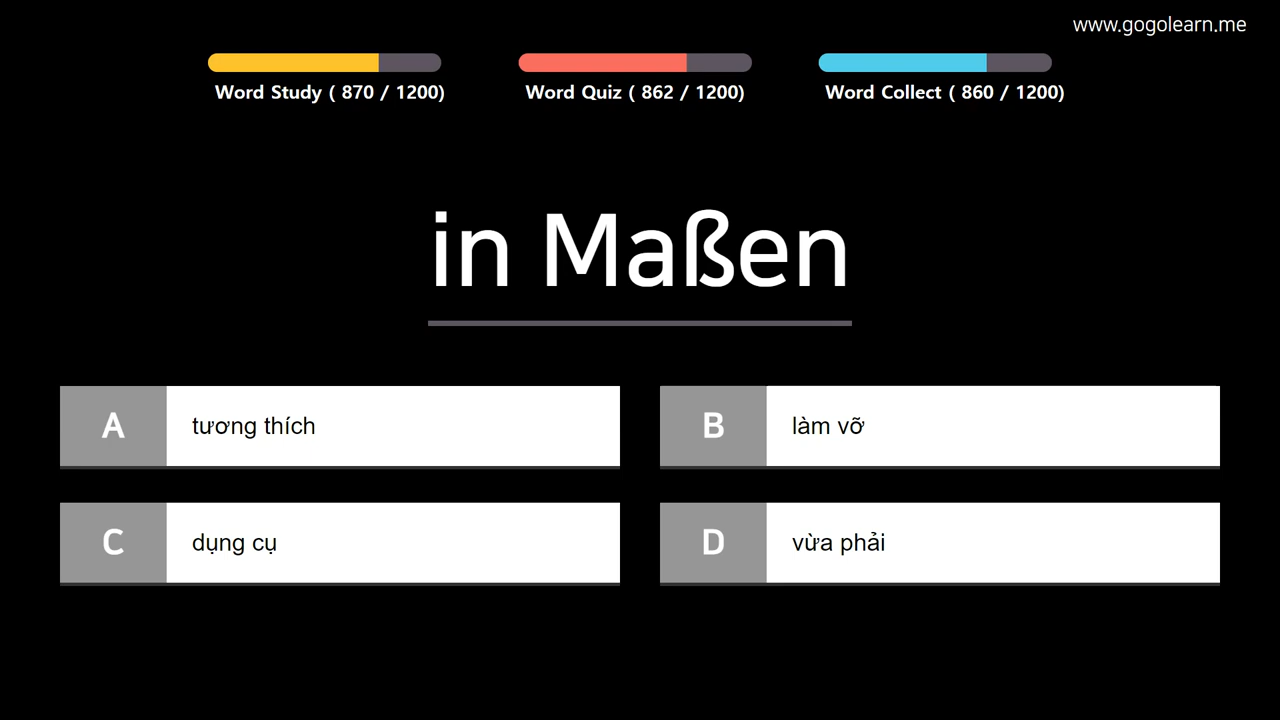 www.gogolearn.me
Word Study ( 870 / 1200)
Word Quiz ( 862 / 1200)
Word Collect ( 860 / 1200)
in Maßen
A
tương thích
B
làm vỡ
C
dụng cụ
D
vừa phải